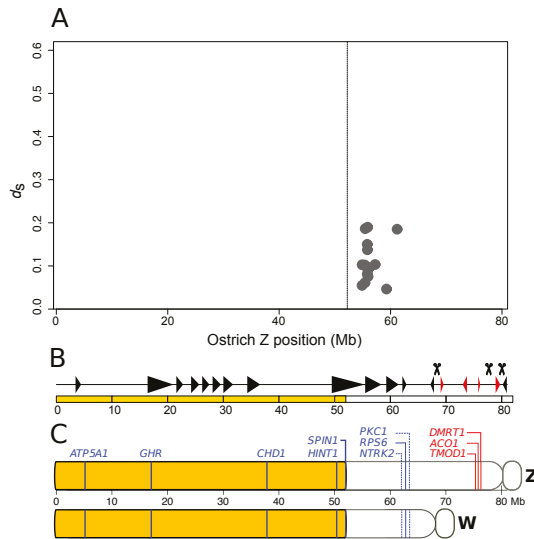 A
0.6
0.5
0.4
0.3
0.2
0.1
0.0
dS
0 20 40 60 80
Ostrich Z position (Mb)
B
0 10 20 30 40 50 60 70 80
C
ATP5A1 GHR CHD1 SPIN1 HINT1 PKC1 RPS6 NTRK2 DMRT1 ACO1 TMOD1
Z
0 10 20 30 40 50 60 70 80 Mb
W